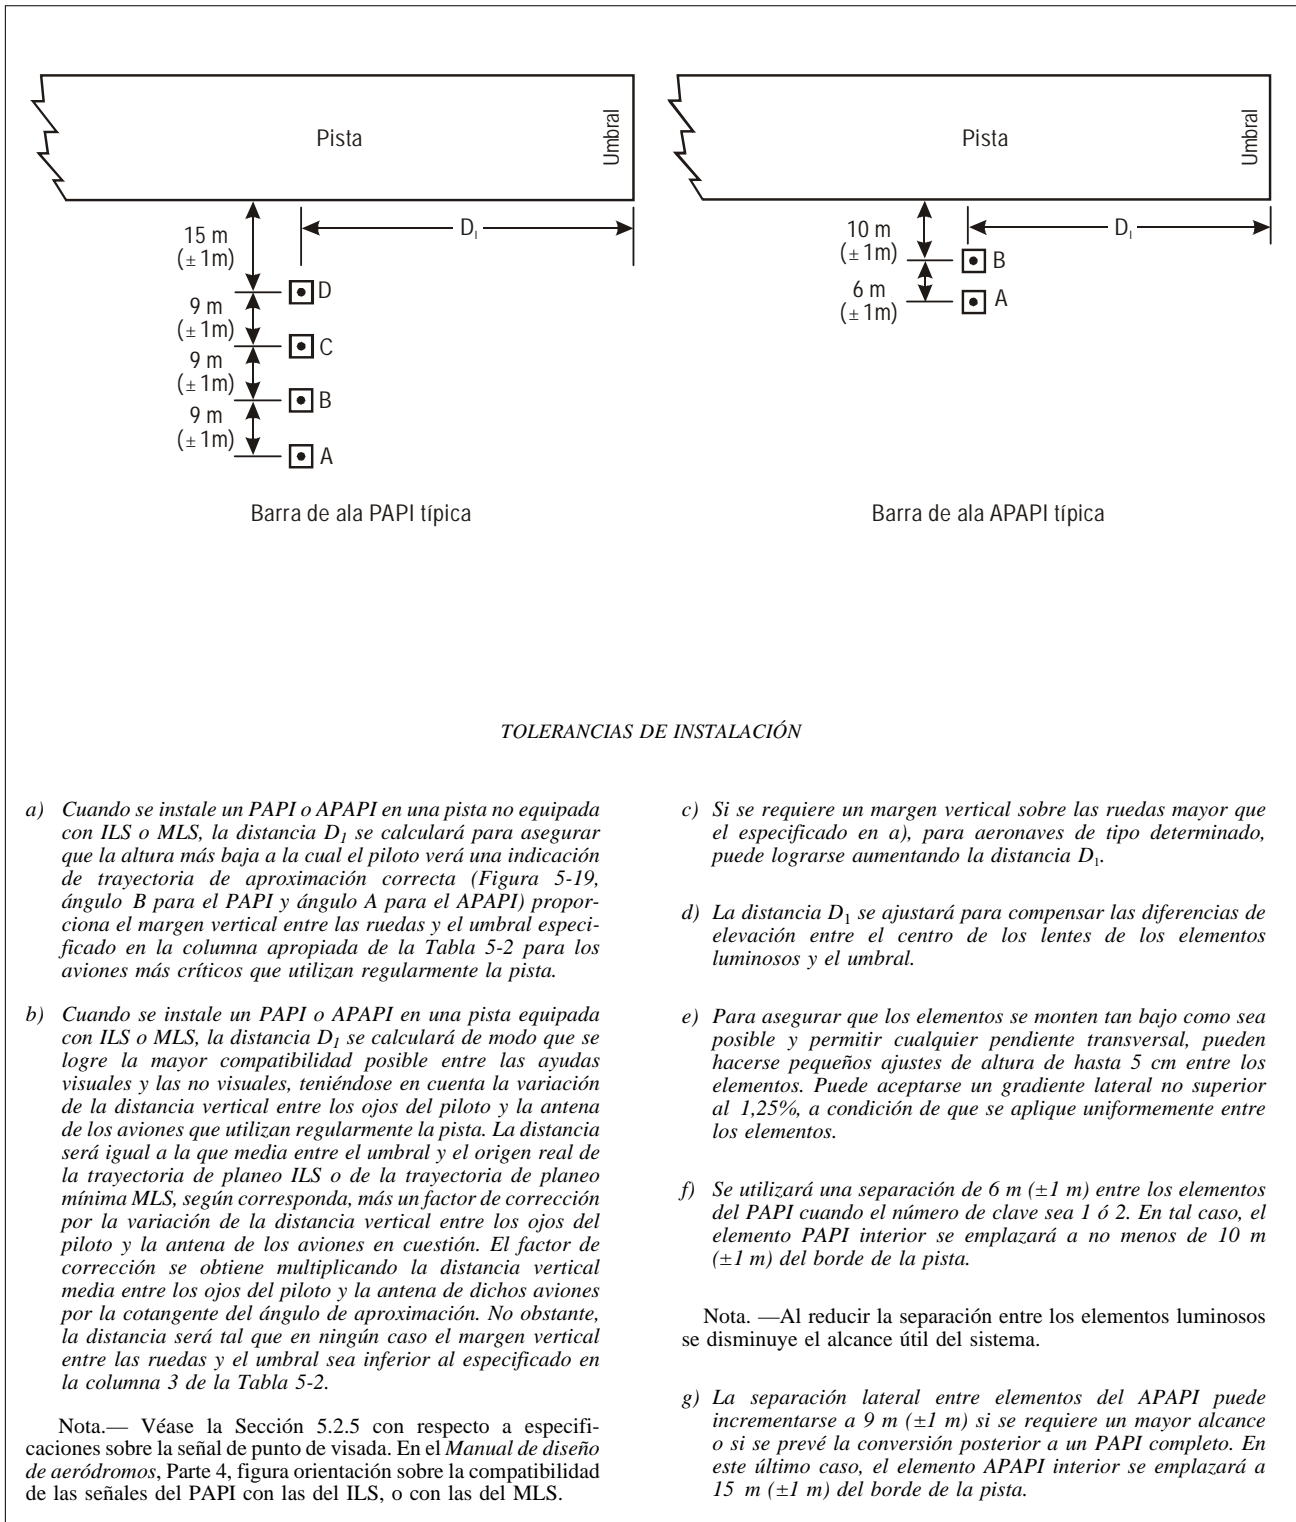 Pista
Umbral
15 m
(± 1m)
D₁
D
9 m
(± 1m)
C
9 m
(± 1m)
B
9 m
(± 1m)
A
Barra de ala PAPI típica
Pista
Umbral
10 m
(± 1m)
D₁
B
6 m
(± 1m)
A
Barra de ala APAPI típica
TOLERANCIAS DE INSTALACIÓN
a) Cuando se instale un PAPI o APAPI en una pista no equipada
con ILS o MLS, la distancia D₁ se calculará para asegurar
que la altura más baja a la cual el piloto verá una indicación
de trayectoria de aproximación correcta (Figura 5-19,
ángulo B para el PAPI y ángulo A para el APAPI) propor-
ciona el margen vertical entre las ruedas y el umbral especi-
ficado en la columna apropiada de la Tabla 5-2 para los
aviones más críticos que utilizan regularmente la pista.
b) Cuando se instale un PAPI o APAPI en una pista equipada
con ILS o MLS, la distancia D₁ se calculará de modo que se
logre la mayor compatibilidad posible entre las ayudas
visuales y las no visuales, teniéndose en cuenta la variación
de la distancia vertical entre los ojos del piloto y la antena
de los aviones que utilizan regularmente la pista. La distancia
será igual a la que media entre el umbral y el origen real de
la trayectoria de planeo ILS o de la trayectoria de planeo
mínima MLS, según corresponda, más un factor de corrección
por la variación de la distancia vertical entre los ojos del
piloto y la antena de los aviones en cuestión. El factor de
corrección se obtiene multiplicando la distancia vertical
media entre los ojos del piloto y la antena de dichos aviones
por la cotangente del ángulo de aproximación. No obstante,
la distancia será tal que en ningún caso el margen vertical
entre las ruedas y el umbral sea inferior al especificado en
la columna 3 de la Tabla 5-2.
Nota.— Véase la Sección 5.2.5 con respecto a especifi-
caciones sobre la señal de punto de visada. En el Manual de diseño
de aeródromos, Parte 4, figura orientación sobre la compatibilidad
de las señales del PAPI con las del ILS, o con las del MLS.
c) Si se requiere un margen vertical sobre las ruedas mayor que
el especificado en a), para aeronaves de tipo determinado,
puede lograrse aumentando la distancia D₁.
d) La distancia D₁ se ajustará para compensar las diferencias de
elevación entre el centro de los lentes de los elementos
luminosos y el umbral.
e) Para asegurar que los elementos se monten tan bajo como sea
posible y permitir cualquier pendiente transversal, pueden
hacerse pequeños ajustes de altura de hasta 5 cm entre los
elementos. Puede aceptarse un gradiente lateral no superior
al 1,25%, a condición de que se aplique uniformemente entre
los elementos.
f) Se utilizará una separación de 6 m (±1 m) entre los elementos
del PAPI cuando el número de clave sea 1 ó 2. En tal caso, el
elemento PAPI interior se emplazará a no menos de 10 m
(±1 m) del borde de la pista.
Nota. —Al reducir la separación entre los elementos luminosos
se disminuye el alcance útil del sistema.
g) La separación lateral entre elementos del APAPI puede
incrementarse a 9 m (±1 m) si se requiere un mayor alcance
o si se prevé la conversión posterior a un PAPI completo. En
este último caso, el elemento APAPI interior se emplazará a
15 m (±1 m) del borde de la pista.